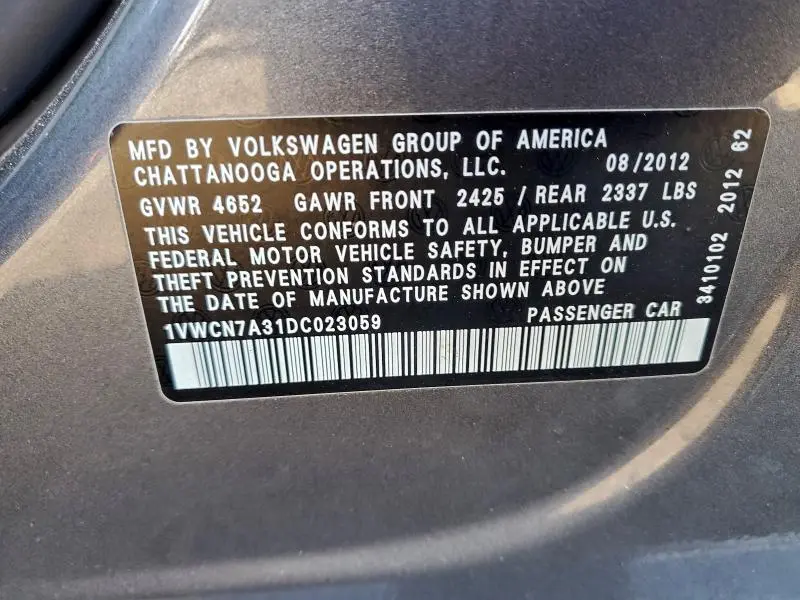 MFD BY VOLKSWAGEN GROUP OF AMERICA
CHATTANOOGA OPERATIONS, LLC. 08/2012
GVWR 4652 GAWR FRONT 2425 / REAR 2337 LBS
THIS VEHICLE CONFORMS TO ALL APPLICABLE U.S.
FEDERAL MOTOR VEHICLE SAFETY, BUMPER AND
THEFT PREVENTION STANDARDS IN EFFECT ON
THE DATE OF MANUFACTURE SHOWN ABOVE
1VWCN7A31DC023059 PASSENGER CAR
3410102 2012 62